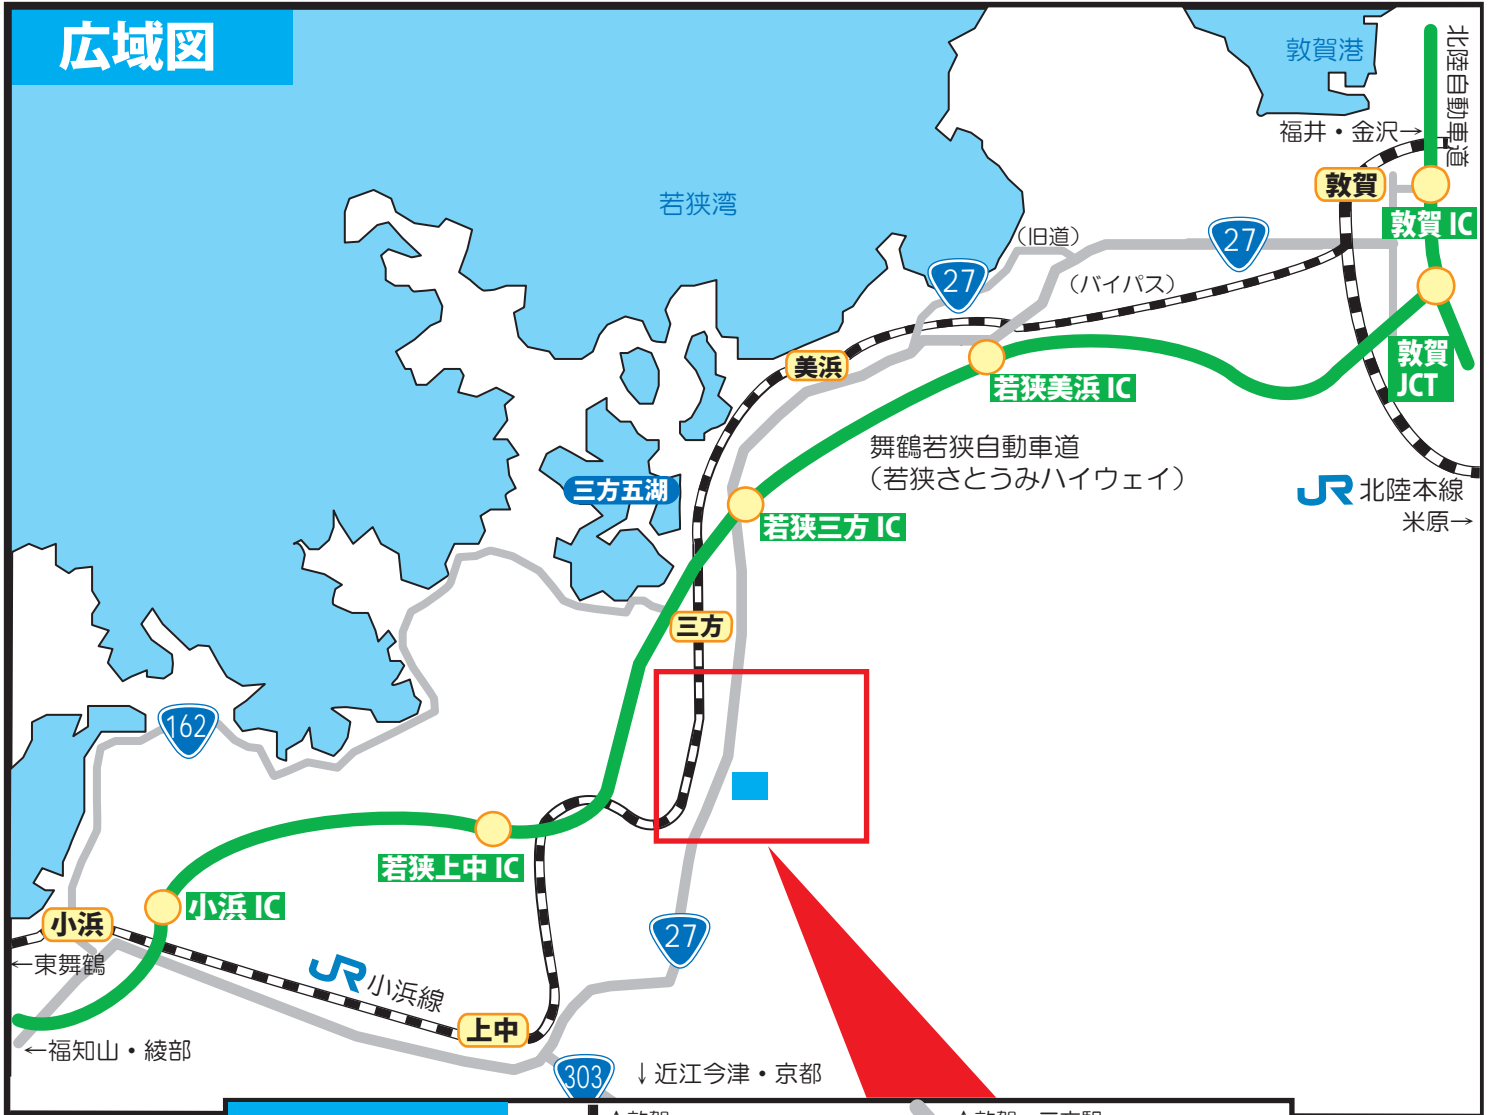 広域図
敦賀港
北陸自動車道
福井・金沢→
敦賀
敦賀 IC
若狭湾
(旧道)
27
27
(バイパス)
敦賀
JCT
美浜
若狭美浜 IC
舞鶴若狭自動車道
(若狭さとうみハイウェイ)
三方五湖
JR 北陸本線
米原→
若狭三方 IC
三方
162
若狭上中 IC
小浜 IC
小浜
←東舞鶴
27
JR 小浜線
上中
←福知山・綾部
303
↓近江今津・京都